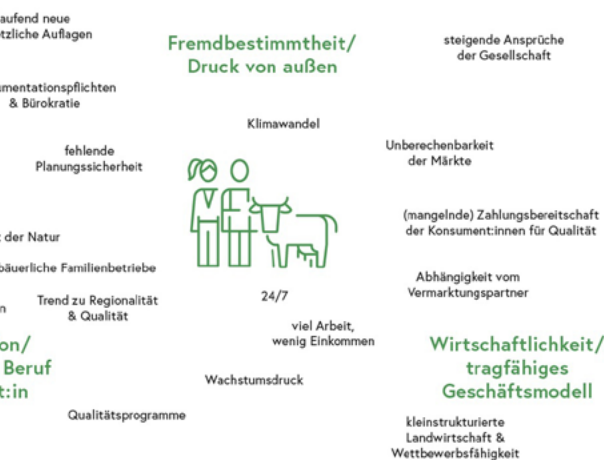 aufend neue
tzliche Auflagen
Fremdbestimmtheit/
Druck von außen
steigende Ansprüche
der Gesellschaft
umentationspflichten
& Bürokratie
Klimawandel
fehlende
Planungssicherheit
Unberechenbarkeit
der Märkte
(mangelnde) Zahlungsbereitschaft
der Konsument:innen für Qualität
der Natur
bäuerliche Familienbetriebe
Abhängigkeit vom
Vermarktungspartner
n
Trend zu Regionalität
& Qualität
24/7
viel Arbeit,
wenig Einkommen
on/
Beruf
t:in
Wirtschaftlichkeit/
tragfähiges
Geschäftsmodell
Wachstumsdruck
Qualitätsprogramme
kleinstrukturierte
Landwirtschaft &
Wettbewerbsfähigkeit